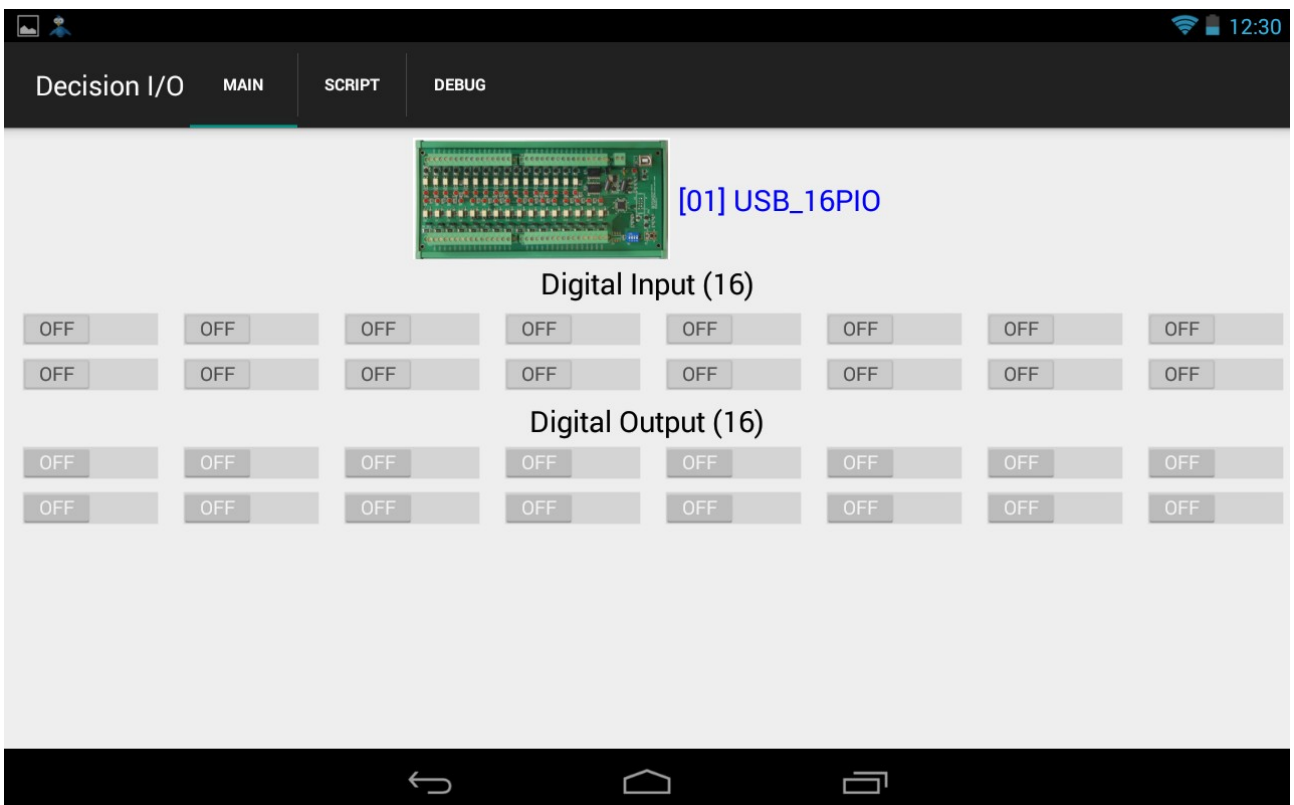 12:30
Decision I/O MAIN SCRIPT DEBUG
[01] USB_16PIO
Digital Input (16)
OFF OFF OFF OFF OFF OFF OFF OFF
OFF OFF OFF OFF OFF OFF OFF OFF
Digital Output (16)
OFF OFF OFF OFF OFF OFF OFF OFF
OFF OFF OFF OFF OFF OFF OFF OFF